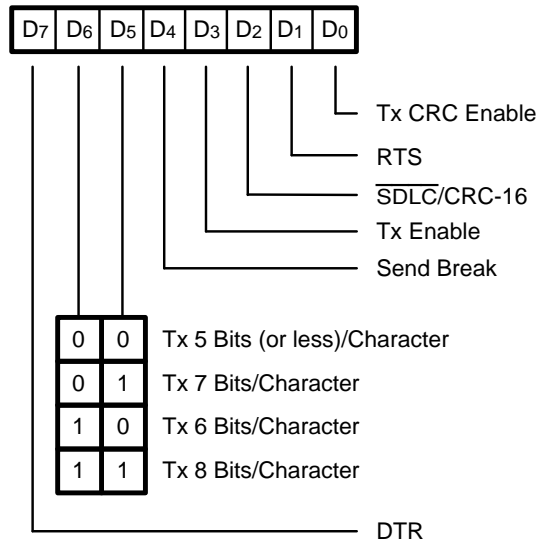 D7 D6 D5 D4 D3 D2 D1 D0
Tx CRC Enable
RTS
S̅D̅L̅C̅/CRC-16
Tx Enable
Send Break
0 0 Tx 5 Bits (or less)/Character
0 1 Tx 7 Bits/Character
1 0 Tx 6 Bits/Character
1 1 Tx 8 Bits/Character
DTR